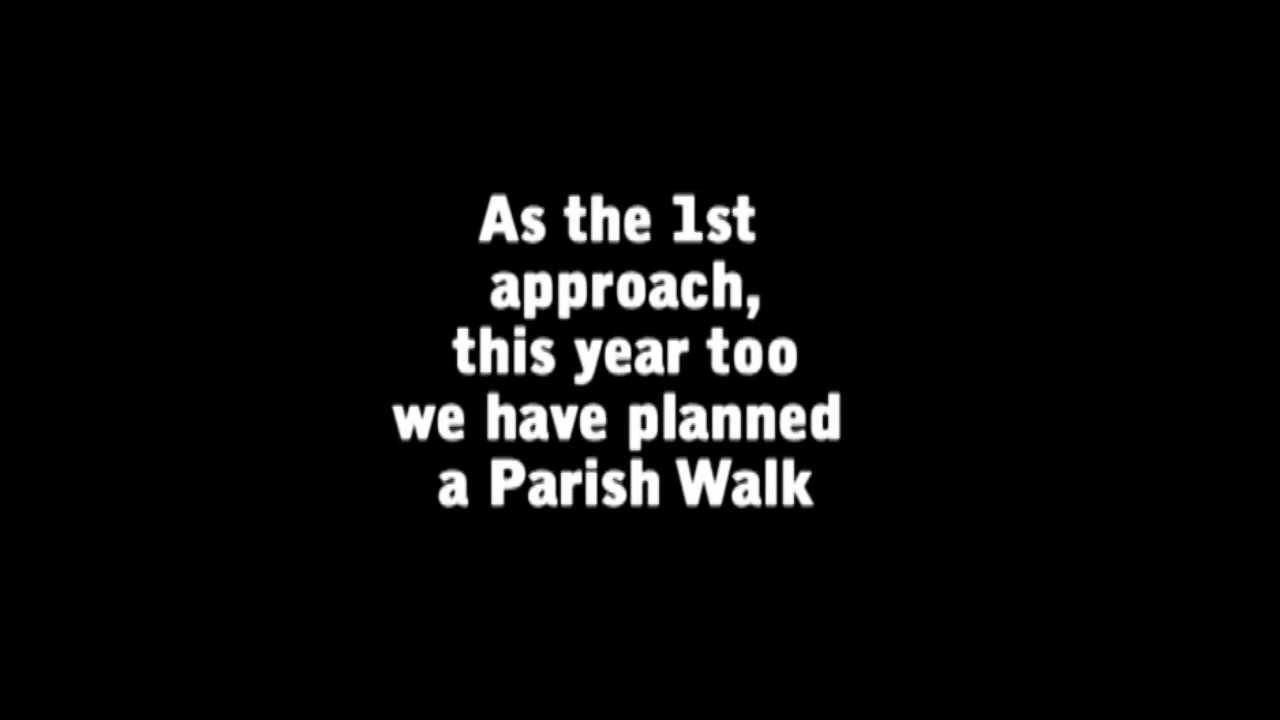 As the 1st
approach,
this year too
we have planned
a Parish Walk